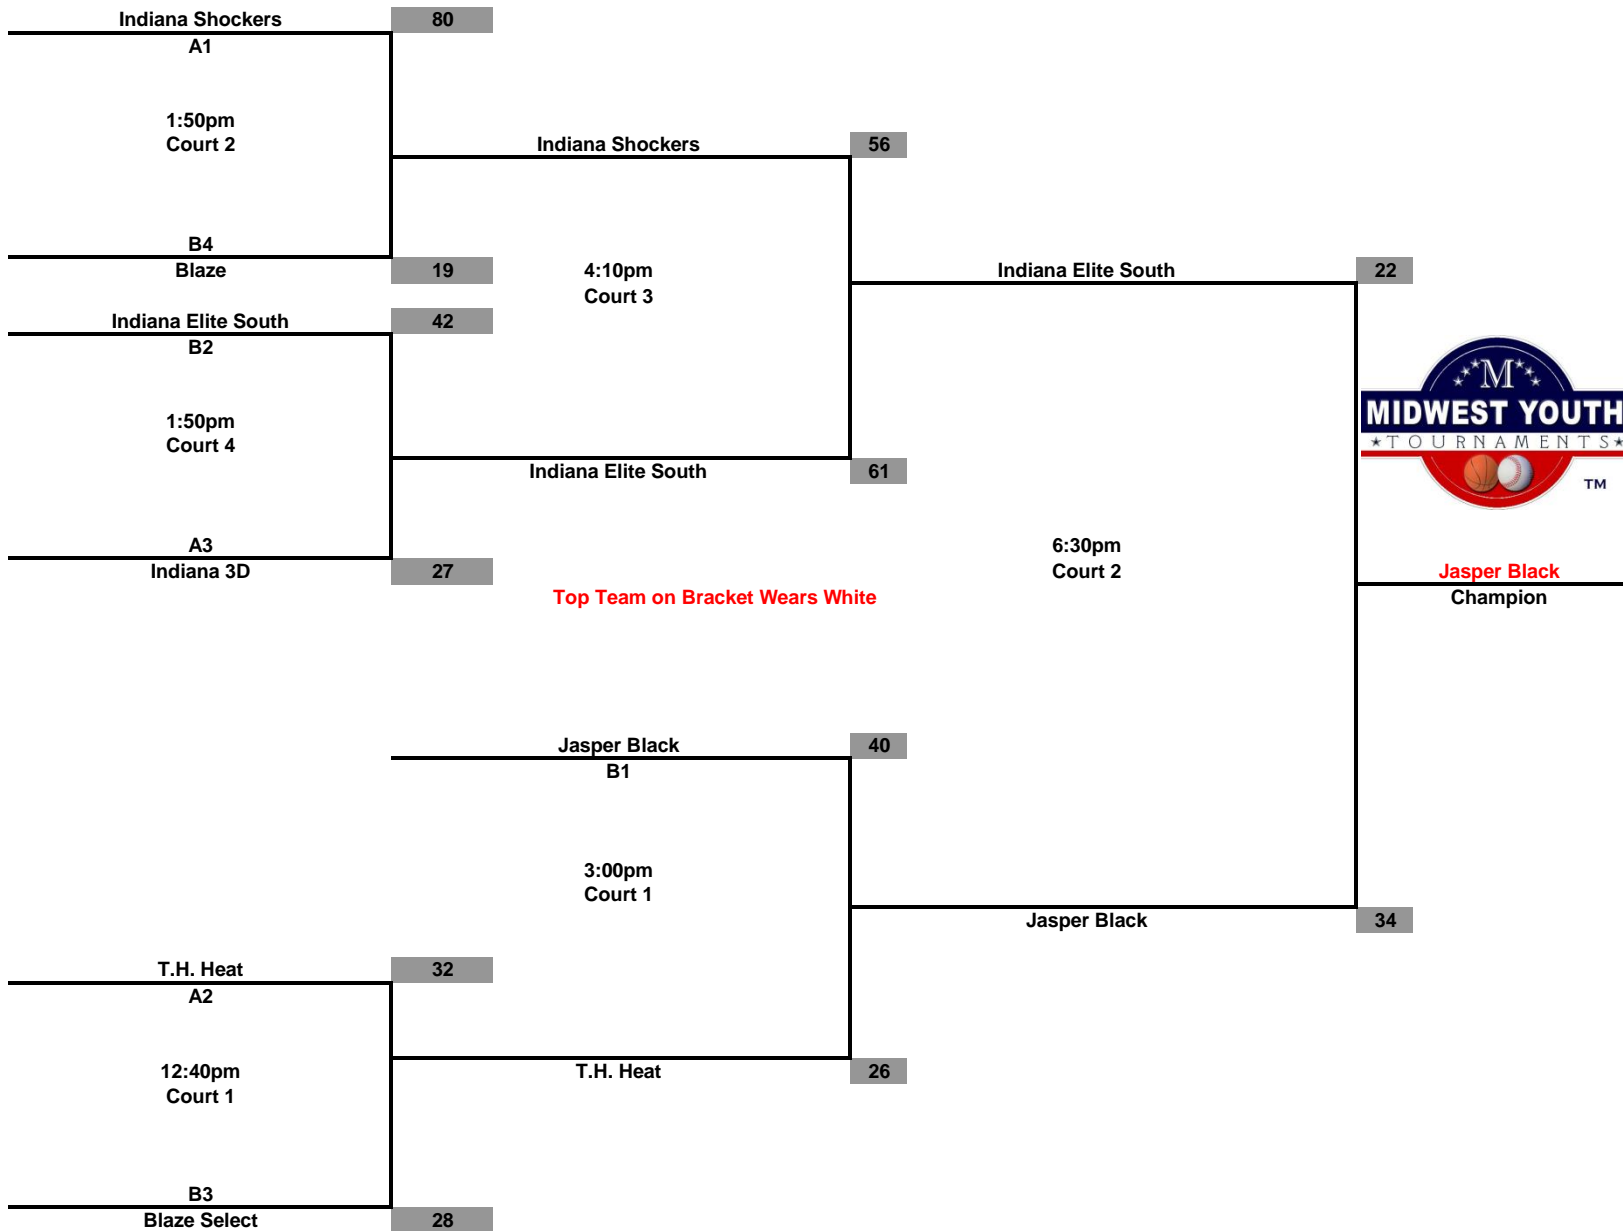 Indiana Shockers 80
A1
1:50pm
Court 2
Indiana Shockers 56
B4
Blaze 19
4:10pm
Court 3
Indiana Elite South 22
Indiana Elite South 42
B2
1:50pm
Court 4
M
MIDWEST YOUTH
TOURNAMENTS
TM
Indiana Elite South 61
A3
Indiana 3D 27
6:30pm
Court 2
Jasper Black
Champion
Top Team on Bracket Wears White
Jasper Black 40
B1
3:00pm
Court 1
Jasper Black 34
T.H. Heat 32
A2
12:40pm
Court 1
T.H. Heat 26
B3
Blaze Select 28